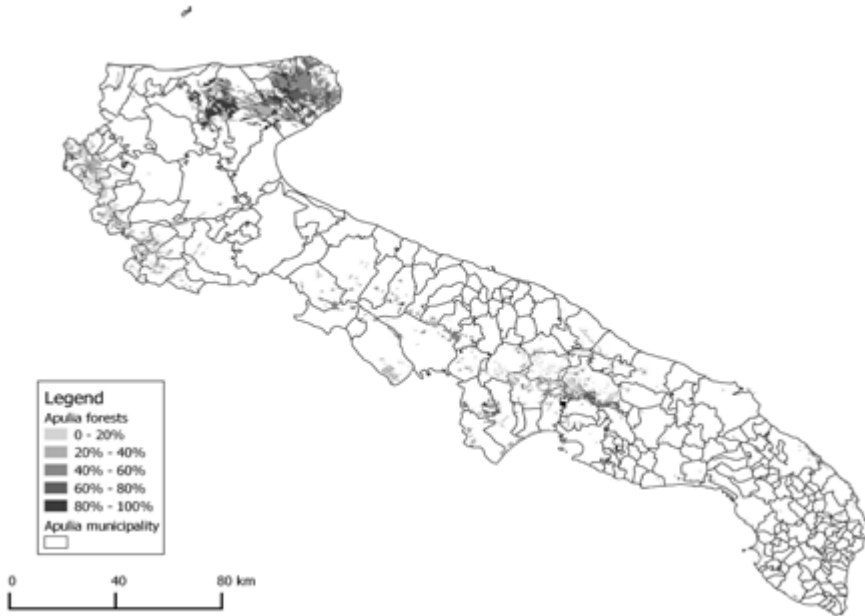 Legend
Apulia forests
0 - 20%
20% - 40%
40% - 60%
60% - 80%
80% - 100%
Apulia municipality
0 40 80 km